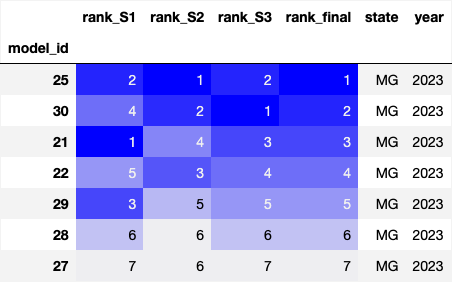 rank_S1 rank_S2 rank_S3 rank_final state year
model_id
25 2 1 2 1 MG 2023
30 4 2 1 2 MG 2023
21 1 4 3 3 MG 2023
22 5 3 4 4 MG 2023
29 3 5 5 5 MG 2023
28 6 6 6 6 MG 2023
27 7 6 7 7 MG 2023